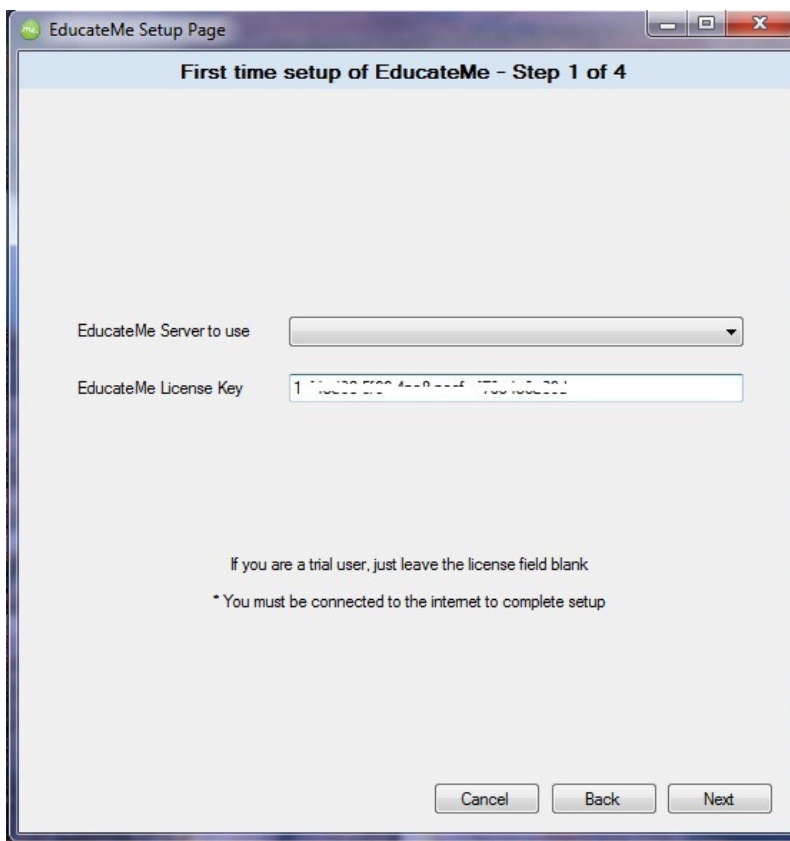 EducateMe Setup Page
First time setup of EducateMe - Step 1 of 4
EducateMe Server to use
EducateMe License Key
1
If you are a trial user, just leave the license field blank
* You must be connected to the internet to complete setup
Cancel Back Next